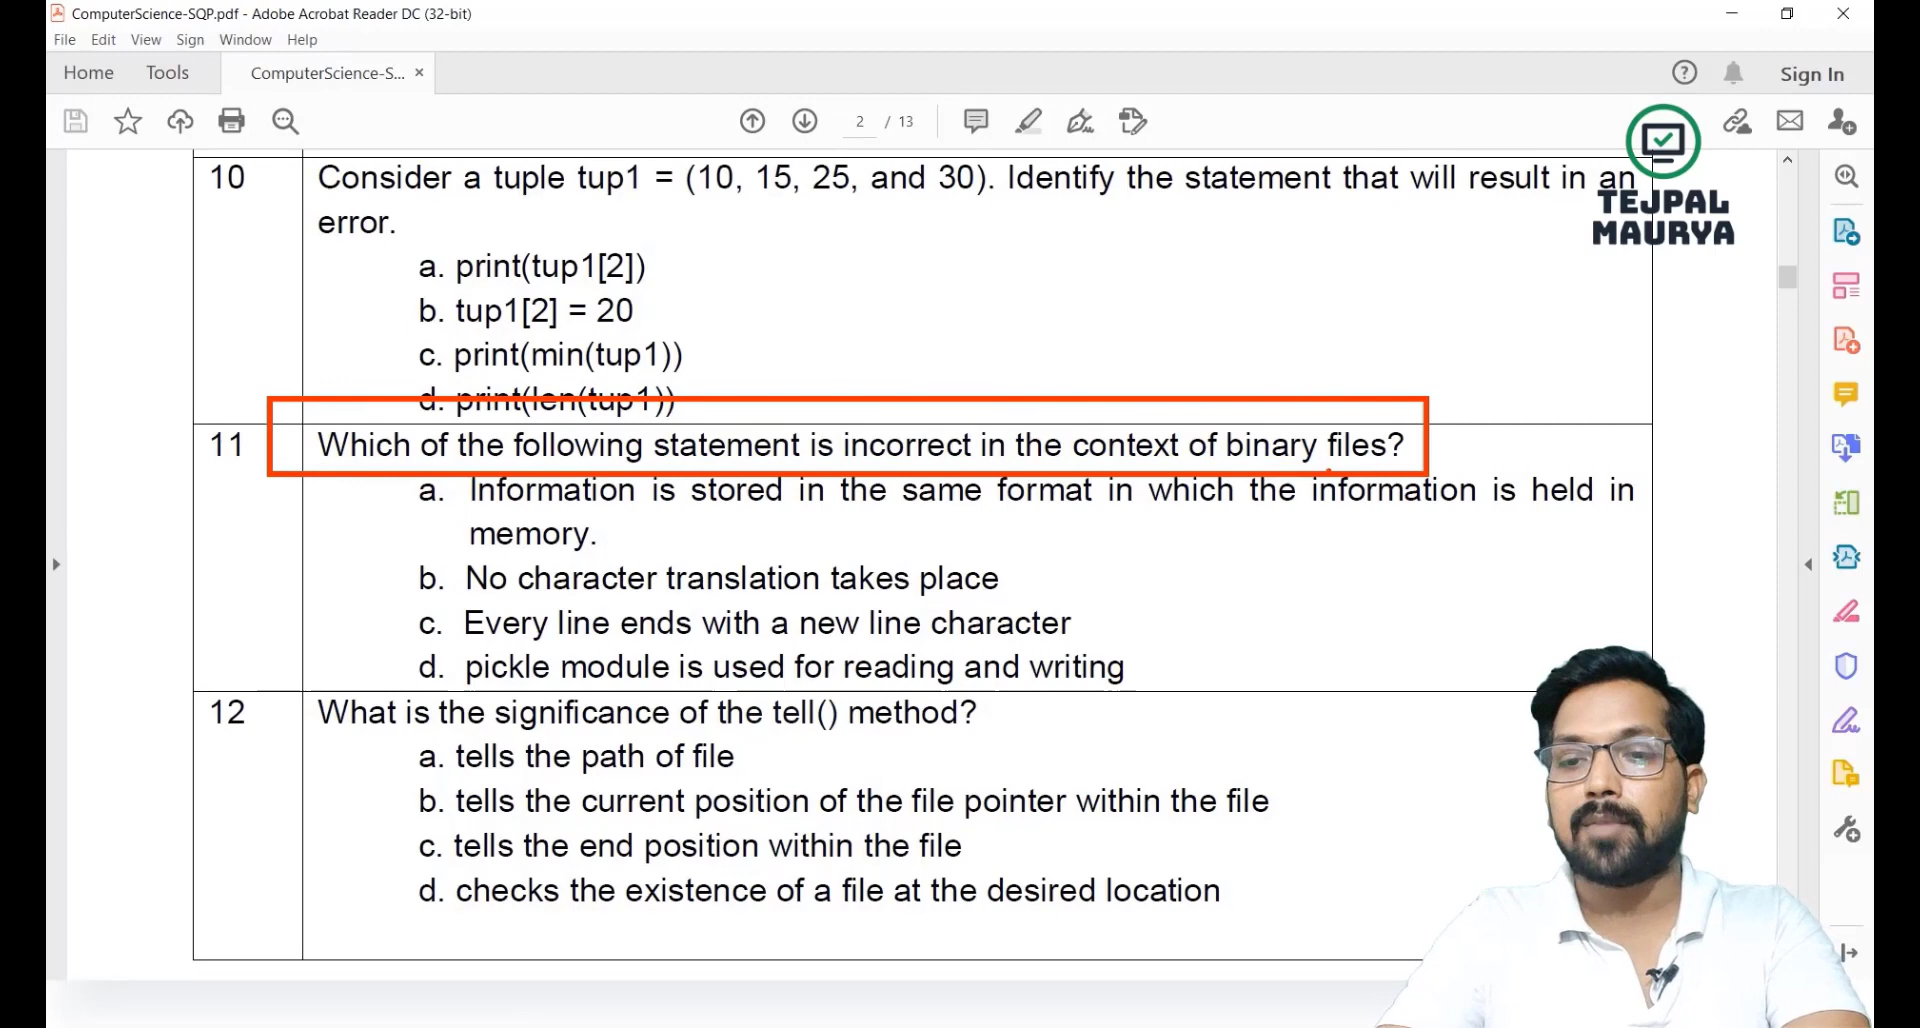 ComputerScience-SQP.pdf - Adobe Acrobat Reader DC (32-bit)
File Edit View Sign Window Help
Home Tools ComputerScience-S... × Sign In
2 / 13
TEJPAL
MAURYA
10 Consider a tuple tup1 = (10, 15, 25, and 30). Identify the statement that will result in an
error.
a. print(tup1[2])
b. tup1[2] = 20
c. print(min(tup1))
d. print(len(tup1))
11 Which of the following statement is incorrect in the context of binary files?
a. Information is stored in the same format in which the information is held in
memory.
b. No character translation takes place
c. Every line ends with a new line character
d. pickle module is used for reading and writing
12 What is the significance of the tell() method?
a. tells the path of file
b. tells the current position of the file pointer within the file
c. tells the end position within the file
d. checks the existence of a file at the desired location